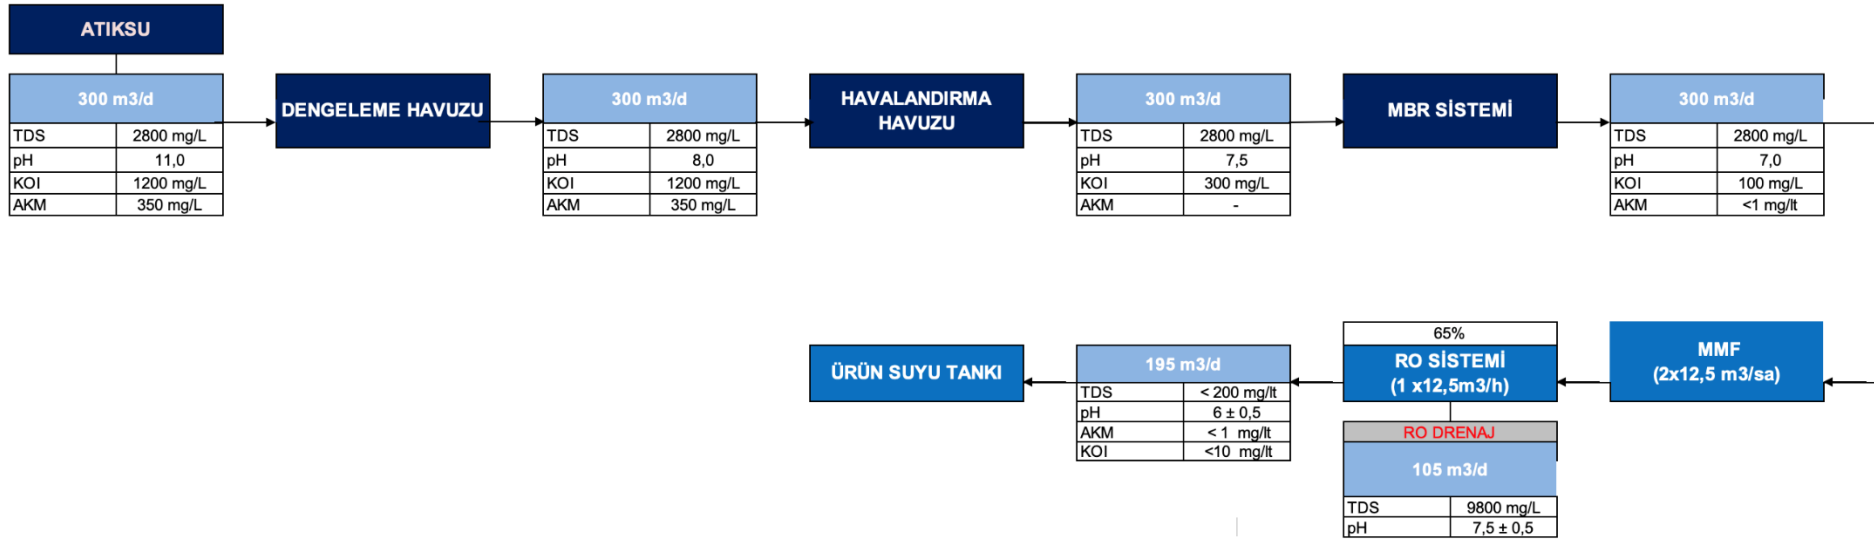 ATIKSU
300 m3/d
TDS 2800 mg/L
pH 11,0
KOI 1200 mg/L
AKM 350 mg/L
DENGELEME HAVUZU
300 m3/d
TDS 2800 mg/L
pH 8,0
KOI 1200 mg/L
AKM 350 mg/L
HAVALANDIRMA
HAVUZU
300 m3/d
TDS 2800 mg/L
pH 7,5
KOI 300 mg/L
AKM -
MBR SİSTEMİ
300 m3/d
TDS 2800 mg/L
pH 7,0
KOI 100 mg/L
AKM <1 mg/lt
MMF
(2x12,5 m3/sa)
65%
RO SİSTEMİ
(1 x12,5m3/h)
RO DRENAJ
105 m3/d
TDS 9800 mg/L
pH 7,5 ± 0,5
195 m3/d
TDS < 200 mg/lt
pH 6 ± 0,5
AKM < 1 mg/lt
KOI <10 mg/lt
ÜRÜN SUYU TANKI